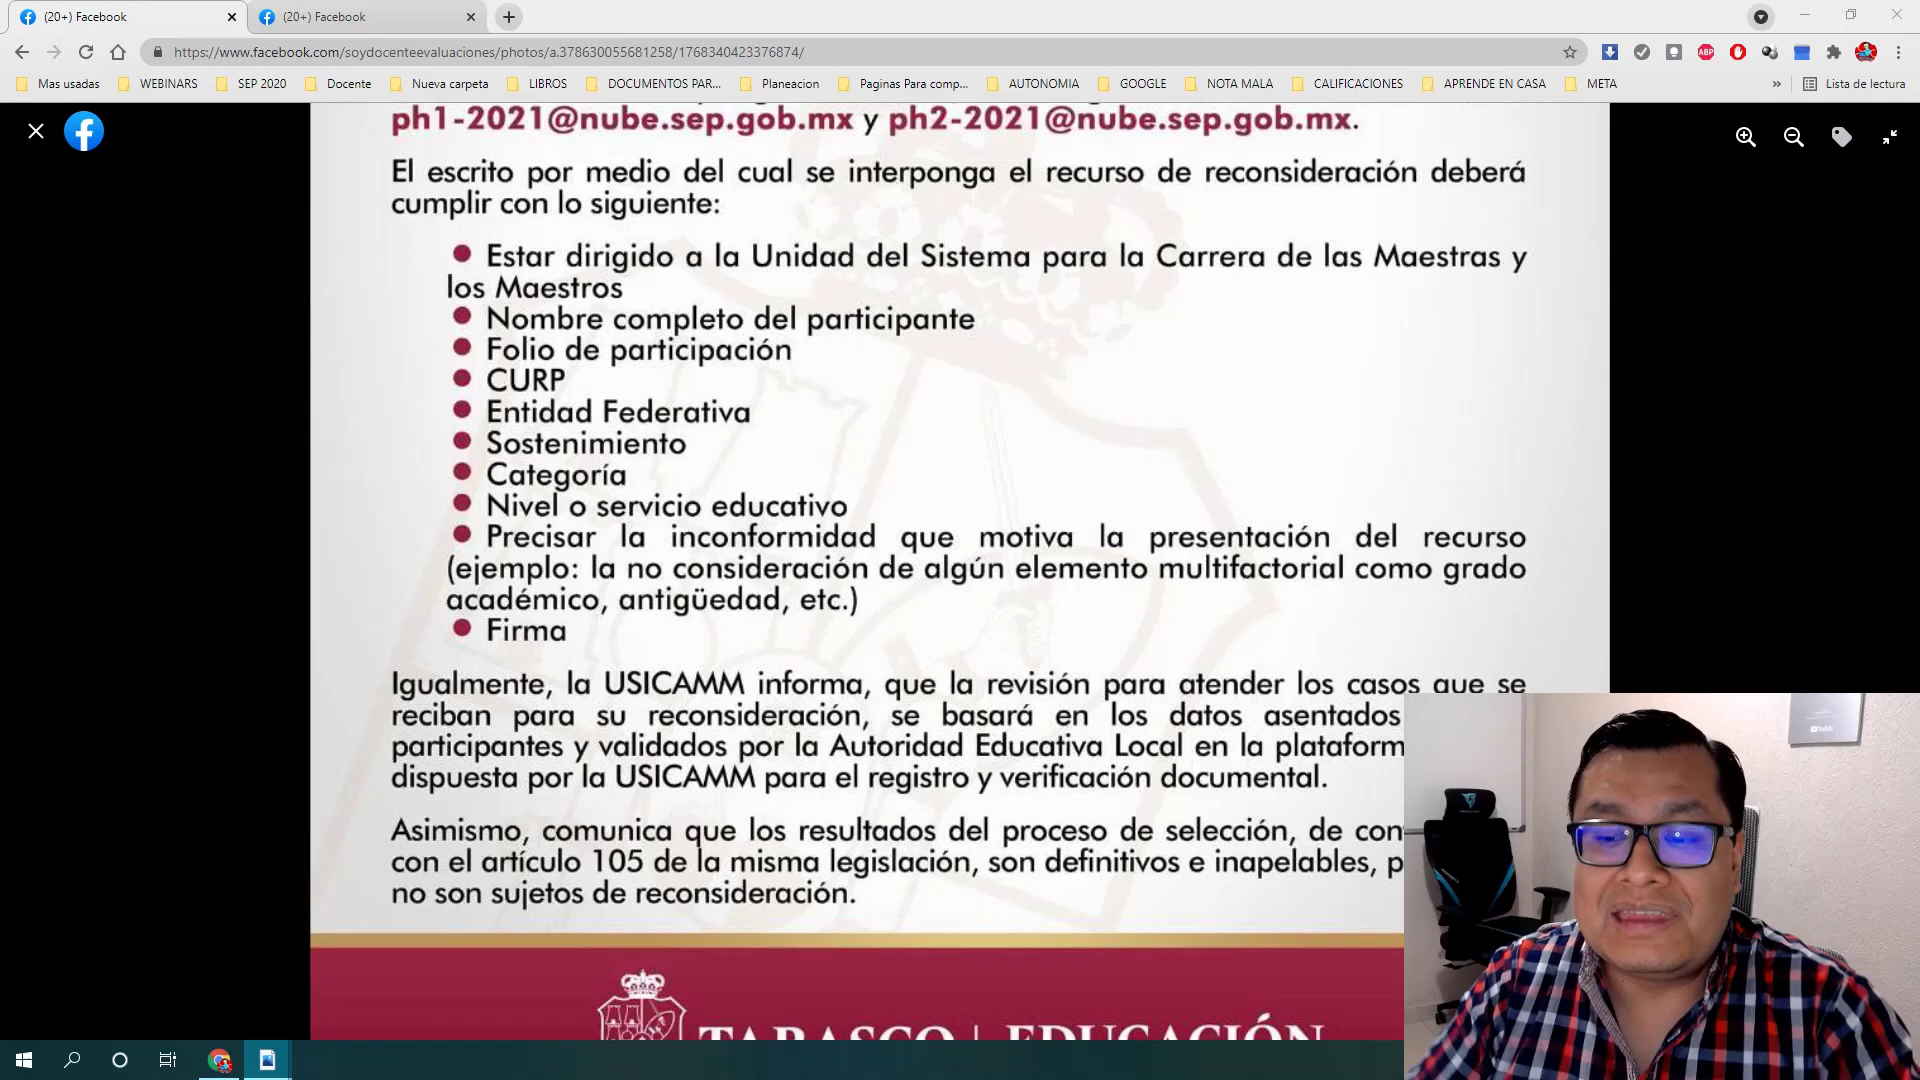 (20+) Facebook
(20+) Facebook
https://www.facebook.com/soydocenteevaluaciones/photos/a.378630055681258/1768340423376874/
ABP
Mas usadas
WEBINARS
SEP 2020
Docente
Nueva carpeta
LIBROS
DOCUMENTOS PAR...
Planeacion
Paginas Para comp...
AUTONOMIA
GOOGLE
NOTA MALA
CALIFICACIONES
APRENDE EN CASA
META
»
Lista de lectura
ph1-2021@nube.sep.gob.mx y ph2-2021@nube.sep.gob.mx.
El escrito por medio del cual se interponga el recurso de reconsideración deberá
cumplir con lo siguiente:
● Estar dirigido a la Unidad del Sistema para la Carrera de las Maestras y
los Maestros
● Nombre completo del participante
● Folio de participación
● CURP
● Entidad Federativa
● Sostenimiento
● Categoría
● Nivel o servicio educativo
● Precisar la inconformidad que motiva la presentación del recurso
(ejemplo: la no consideración de algún elemento multifactorial como grado
académico, antigüedad, etc.)
● Firma
Igualmente, la USICAMM informa, que la revisión para atender los casos que se
reciban para su reconsideración, se basará en los datos asentados
participantes y validados por la Autoridad Educativa Local en la plataform
dispuesta por la USICAMM para el registro y verificación documental.
Asimismo, comunica que los resultados del proceso de selección, de con
con el artículo 105 de la misma legislación, son definitivos e inapelables, p
no son sujetos de reconsideración.
TABASCO | EDUCACIÓN